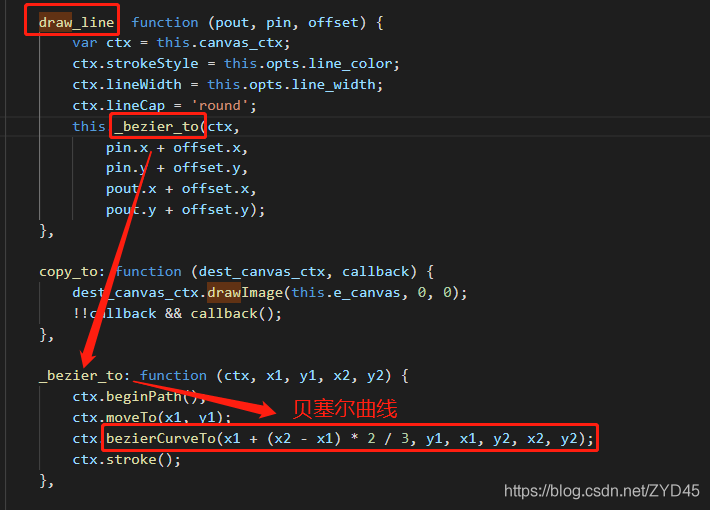 draw_line  function (pout, pin, offset) {
var ctx = this.canvas_ctx;
ctx.strokeStyle = this.opts.line_color;
ctx.lineWidth = this.opts.line_width;
ctx.lineCap = 'round';
this _bezier_to(ctx,
pin.x + offset.x,
pin.y + offset.y,
pout.x + offset.x,
pout.y + offset.y);
},
copy_to: function (dest_canvas_ctx, callback) {
dest_canvas_ctx.drawImage(this.e_canvas, 0, 0);
!!callback && callback();
},
_bezier_to: function (ctx, x1, y1, x2, y2) {
ctx.beginPath();
ctx.moveTo(x1, y1);
贝塞尔曲线
ctx.bezierCurveTo(x1 + (x2 - x1) * 2 / 3, y1, x1, y2, x2, y2);
ctx.stroke();
},
https://blog.csdn.net/ZYD45